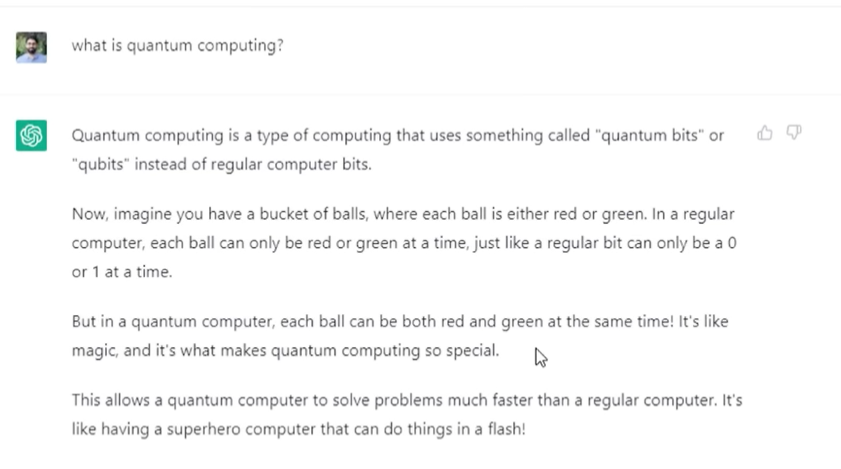 what is quantum computing?
Quantum computing is a type of computing that uses something called "quantum bits" or
"qubits" instead of regular computer bits.
Now, imagine you have a bucket of balls, where each ball is either red or green. In a regular
computer, each ball can only be red or green at a time, just like a regular bit can only be a 0
or 1 at a time.
But in a quantum computer, each ball can be both red and green at the same time! It's like
magic, and it's what makes quantum computing so special.
This allows a quantum computer to solve problems much faster than a regular computer. It's
like having a superhero computer that can do things in a flash!